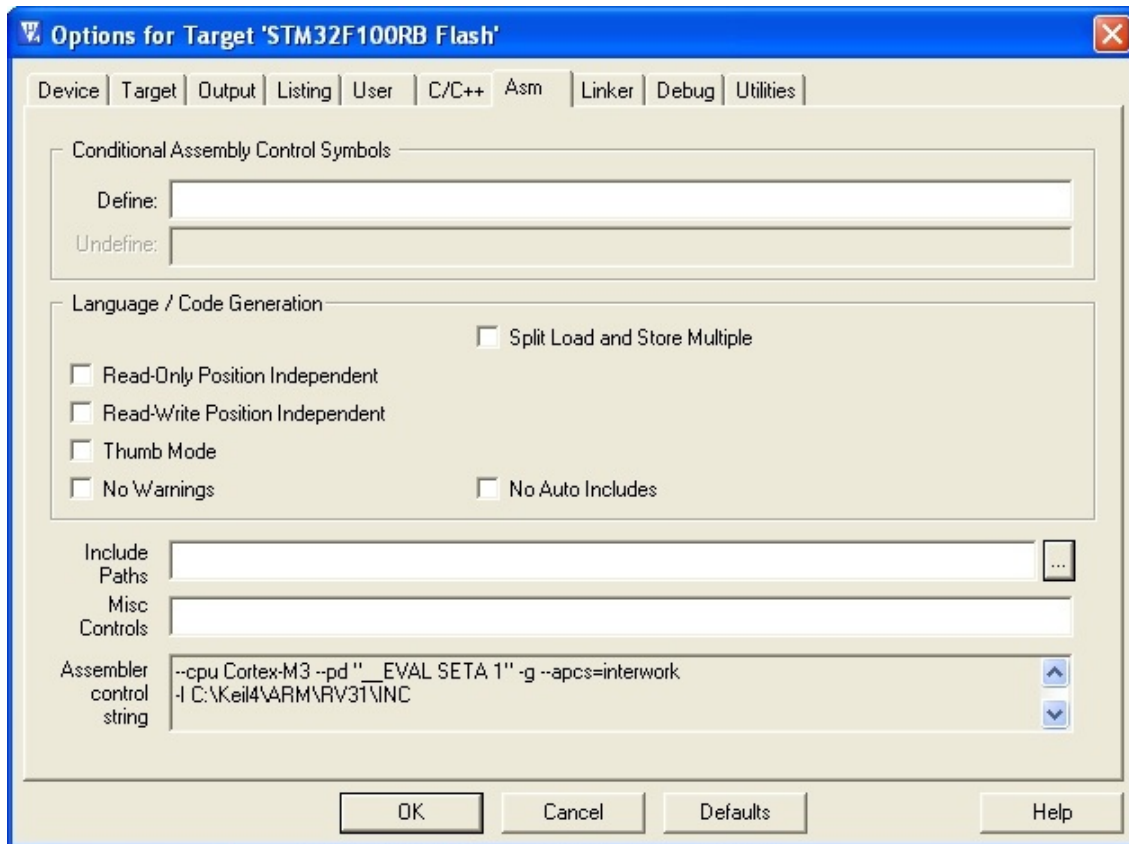 Options for Target 'STM32F100RB Flash'
Device Target Output Listing User C/C++ Asm Linker Debug Utilities
Conditional Assembly Control Symbols
Define:
Undefine:
Language / Code Generation
Split Load and Store Multiple
Read-Only Position Independent
Read-Write Position Independent
Thumb Mode
No Warnings No Auto Includes
Include
Paths
...
Misc
Controls
Assembler
control
string
--cpu Cortex-M3 --pd "__EVAL SETA 1" -g --apcs=interwork
-I C:\Keil4\ARM\RV31\INC
OK Cancel Defaults Help